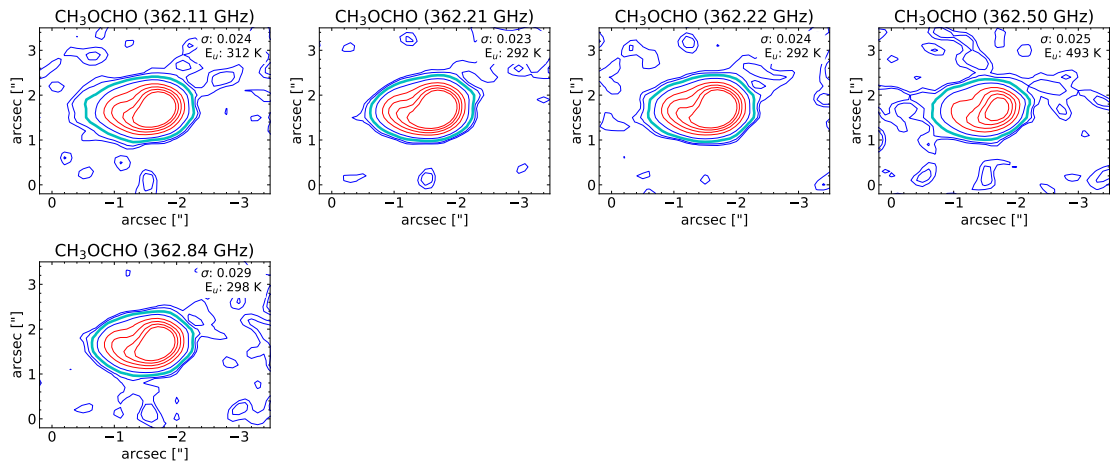 CH₃OCHO (362.11 GHz)
σ: 0.024
Eᵤ: 312 K
3
2
1
0
arcsec ["]
0
−1
−2
−3
arcsec ["]
CH₃OCHO (362.21 GHz)
σ: 0.023
Eᵤ: 292 K
3
2
1
0
arcsec ["]
0
−1
−2
−3
arcsec ["]
CH₃OCHO (362.22 GHz)
σ: 0.024
Eᵤ: 292 K
3
2
1
0
arcsec ["]
0
−1
−2
−3
arcsec ["]
CH₃OCHO (362.50 GHz)
σ: 0.025
Eᵤ: 493 K
3
2
1
0
arcsec ["]
0
−1
−2
−3
arcsec ["]
CH₃OCHO (362.84 GHz)
σ: 0.029
Eᵤ: 298 K
3
2
1
0
arcsec ["]
0
−1
−2
−3
arcsec ["]